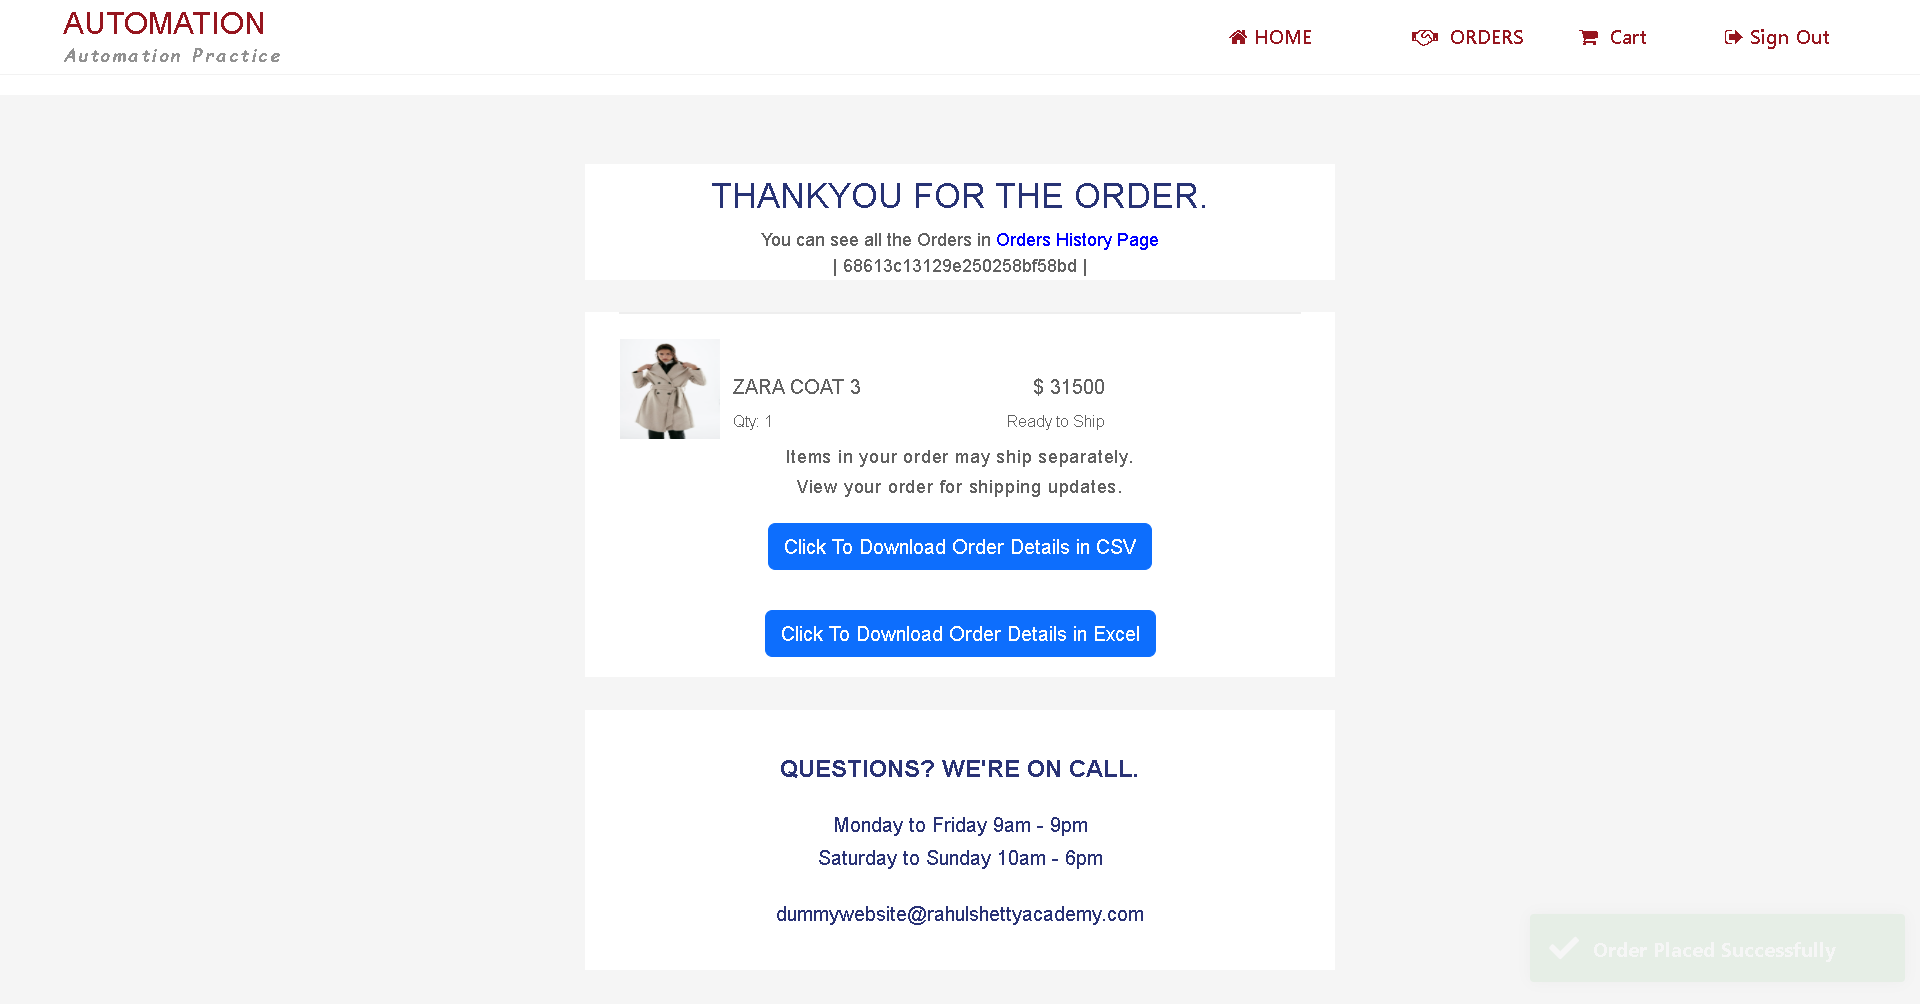 AUTOMATION
Automation Practice
HOME
ORDERS
Cart
Sign Out
THANKYOU FOR THE ORDER.
You can see all the Orders in Orders History Page
| 68613c13129e250258bf58bd |
ZARA COAT 3
$ 31500
Qty: 1
Ready to Ship
Items in your order may ship separately.
View your order for shipping updates.
Click To Download Order Details in CSV
Click To Download Order Details in Excel
QUESTIONS? WE'RE ON CALL.
Monday to Friday 9am - 9pm
Saturday to Sunday 10am - 6pm
dummywebsite@rahulshettyacademy.com
Order Placed Successfully